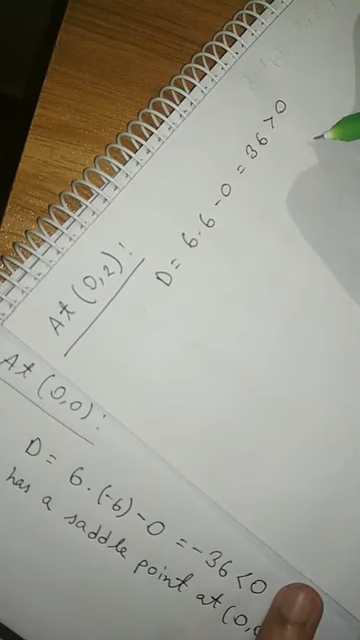 At (0,2):
D = 6.6 - 0 = 36 > 0
At (0,0):
D = 6.(-6) - 0 = -36 < 0
has a saddle point at (0,0